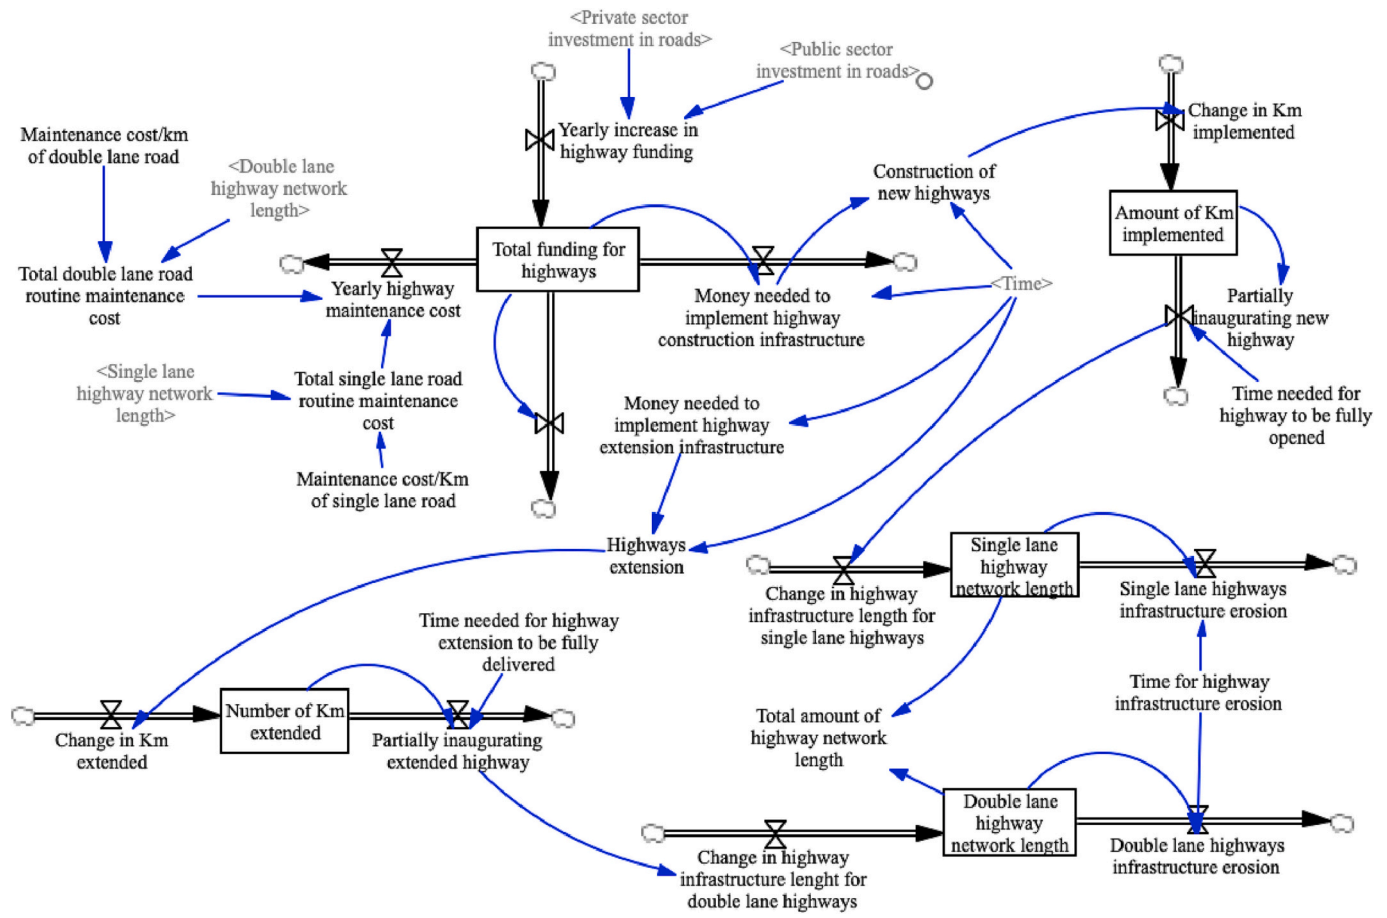 <Private sector
investment in roads>
<Public sector
investment in roads>
Maintenance cost/km
of double lane road
<Double lane
highway network
length>
Yearly increase in
highway funding
Change in Km
implemented
Construction of
new highways
Total funding for
highways
Amount of Km
implemented
Total double lane road
routine maintenance
cost
Yearly highway
maintenance cost
Money needed to
implement highway
construction infrastructure
<Time>
Partially
inaugurating new
highway
<Single lane
highway network
length>
Total single lane road
routine maintenance
cost
Money needed to
implement highway
extension infrastructure
Time needed for
highway to be fully
opened
Maintenance cost/Km
of single lane road
Highways
extension
Single lane
highway
network length
Change in highway
infrastructure length for
single lane highways
Single lane highways
infrastructure erosion
Time needed for highway
extension to be fully
delivered
Time for highway
infrastructure erosion
Number of Km
extended
Change in Km
extended
Partially inaugurating
extended highway
Total amount of
highway network
length
Double lane
highway
network length
Change in highway
infrastructure lenght for
double lane highways
Double lane highways
infrastructure erosion